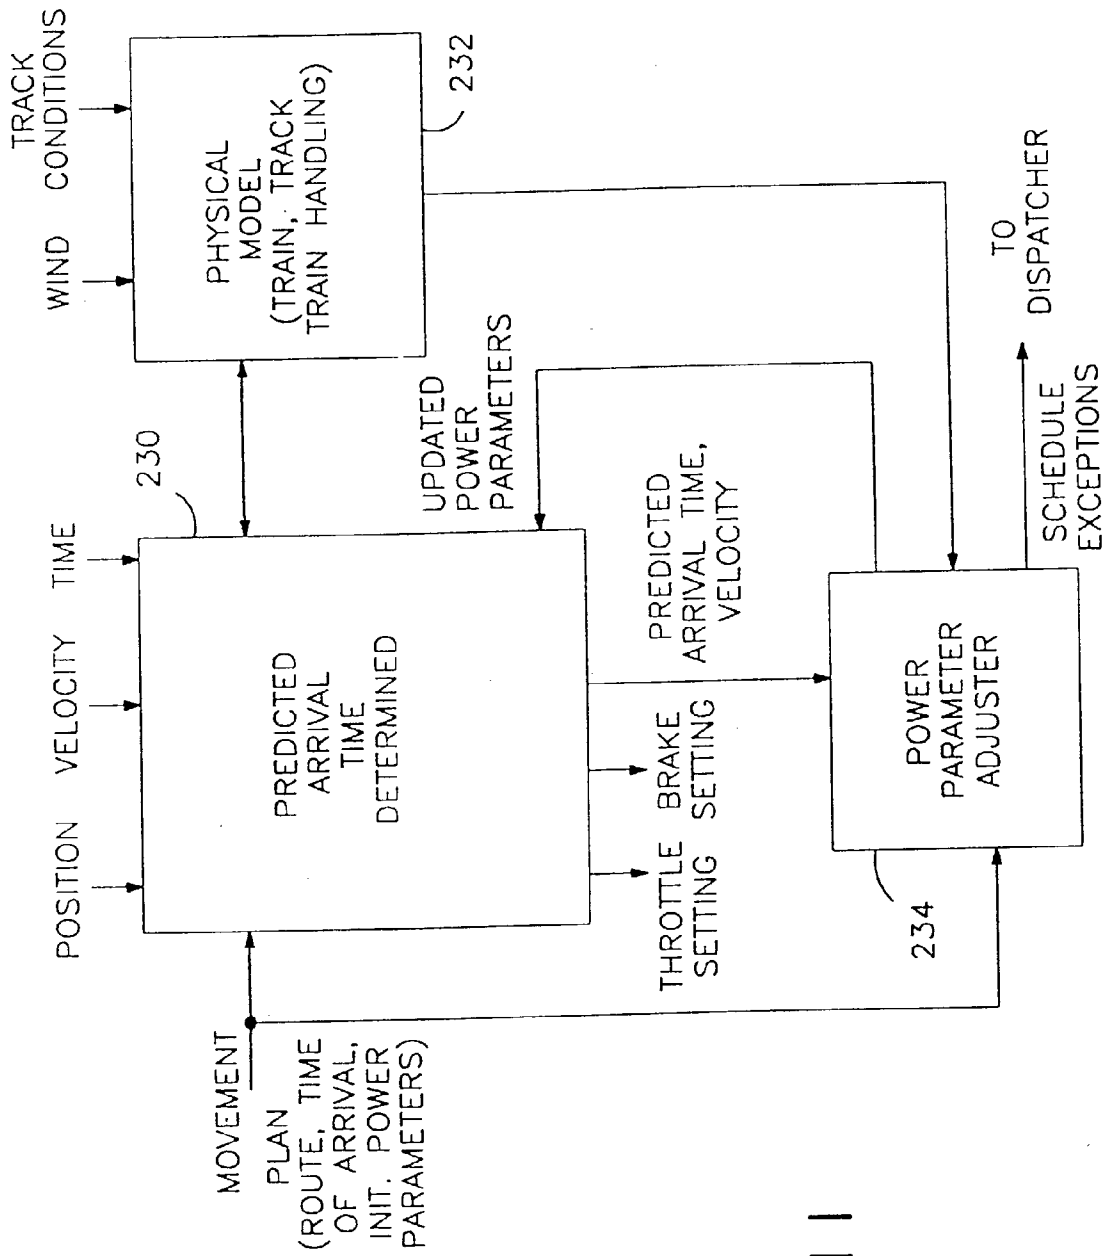 MOVEMENT
PLAN
(ROUTE, TIME
OF ARRIVAL,
INIT. POWER
PARAMETERS)
POSITION VELOCITY TIME
230
PREDICTED
ARRIVAL
TIME
DETERMINED
WIND
TRACK
CONDITIONS
PHYSICAL
MODEL
(TRAIN, TRACK
TRAIN HANDLING)
232
UPDATED
POWER
PARAMETERS
THROTTLE
SETTING
BRAKE
SETTING
PREDICTED
ARRIVAL TIME,
VELOCITY
234
POWER
PARAMETER
ADJUSTER
SCHEDULE
EXCEPTIONS
TO
DISPATCHER